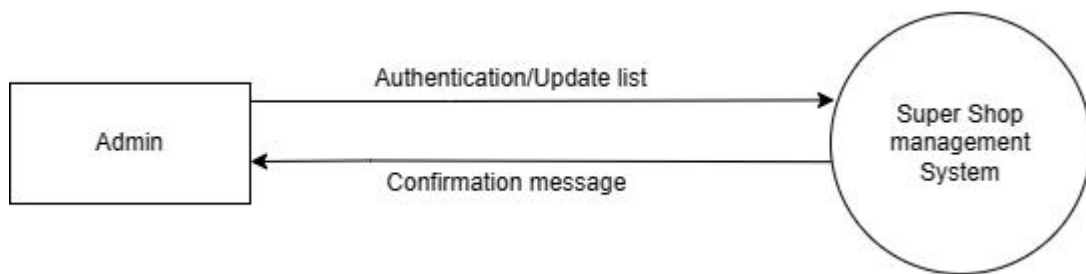 Authentication/Update list
Admin
Confirmation message
Super Shop
management
System